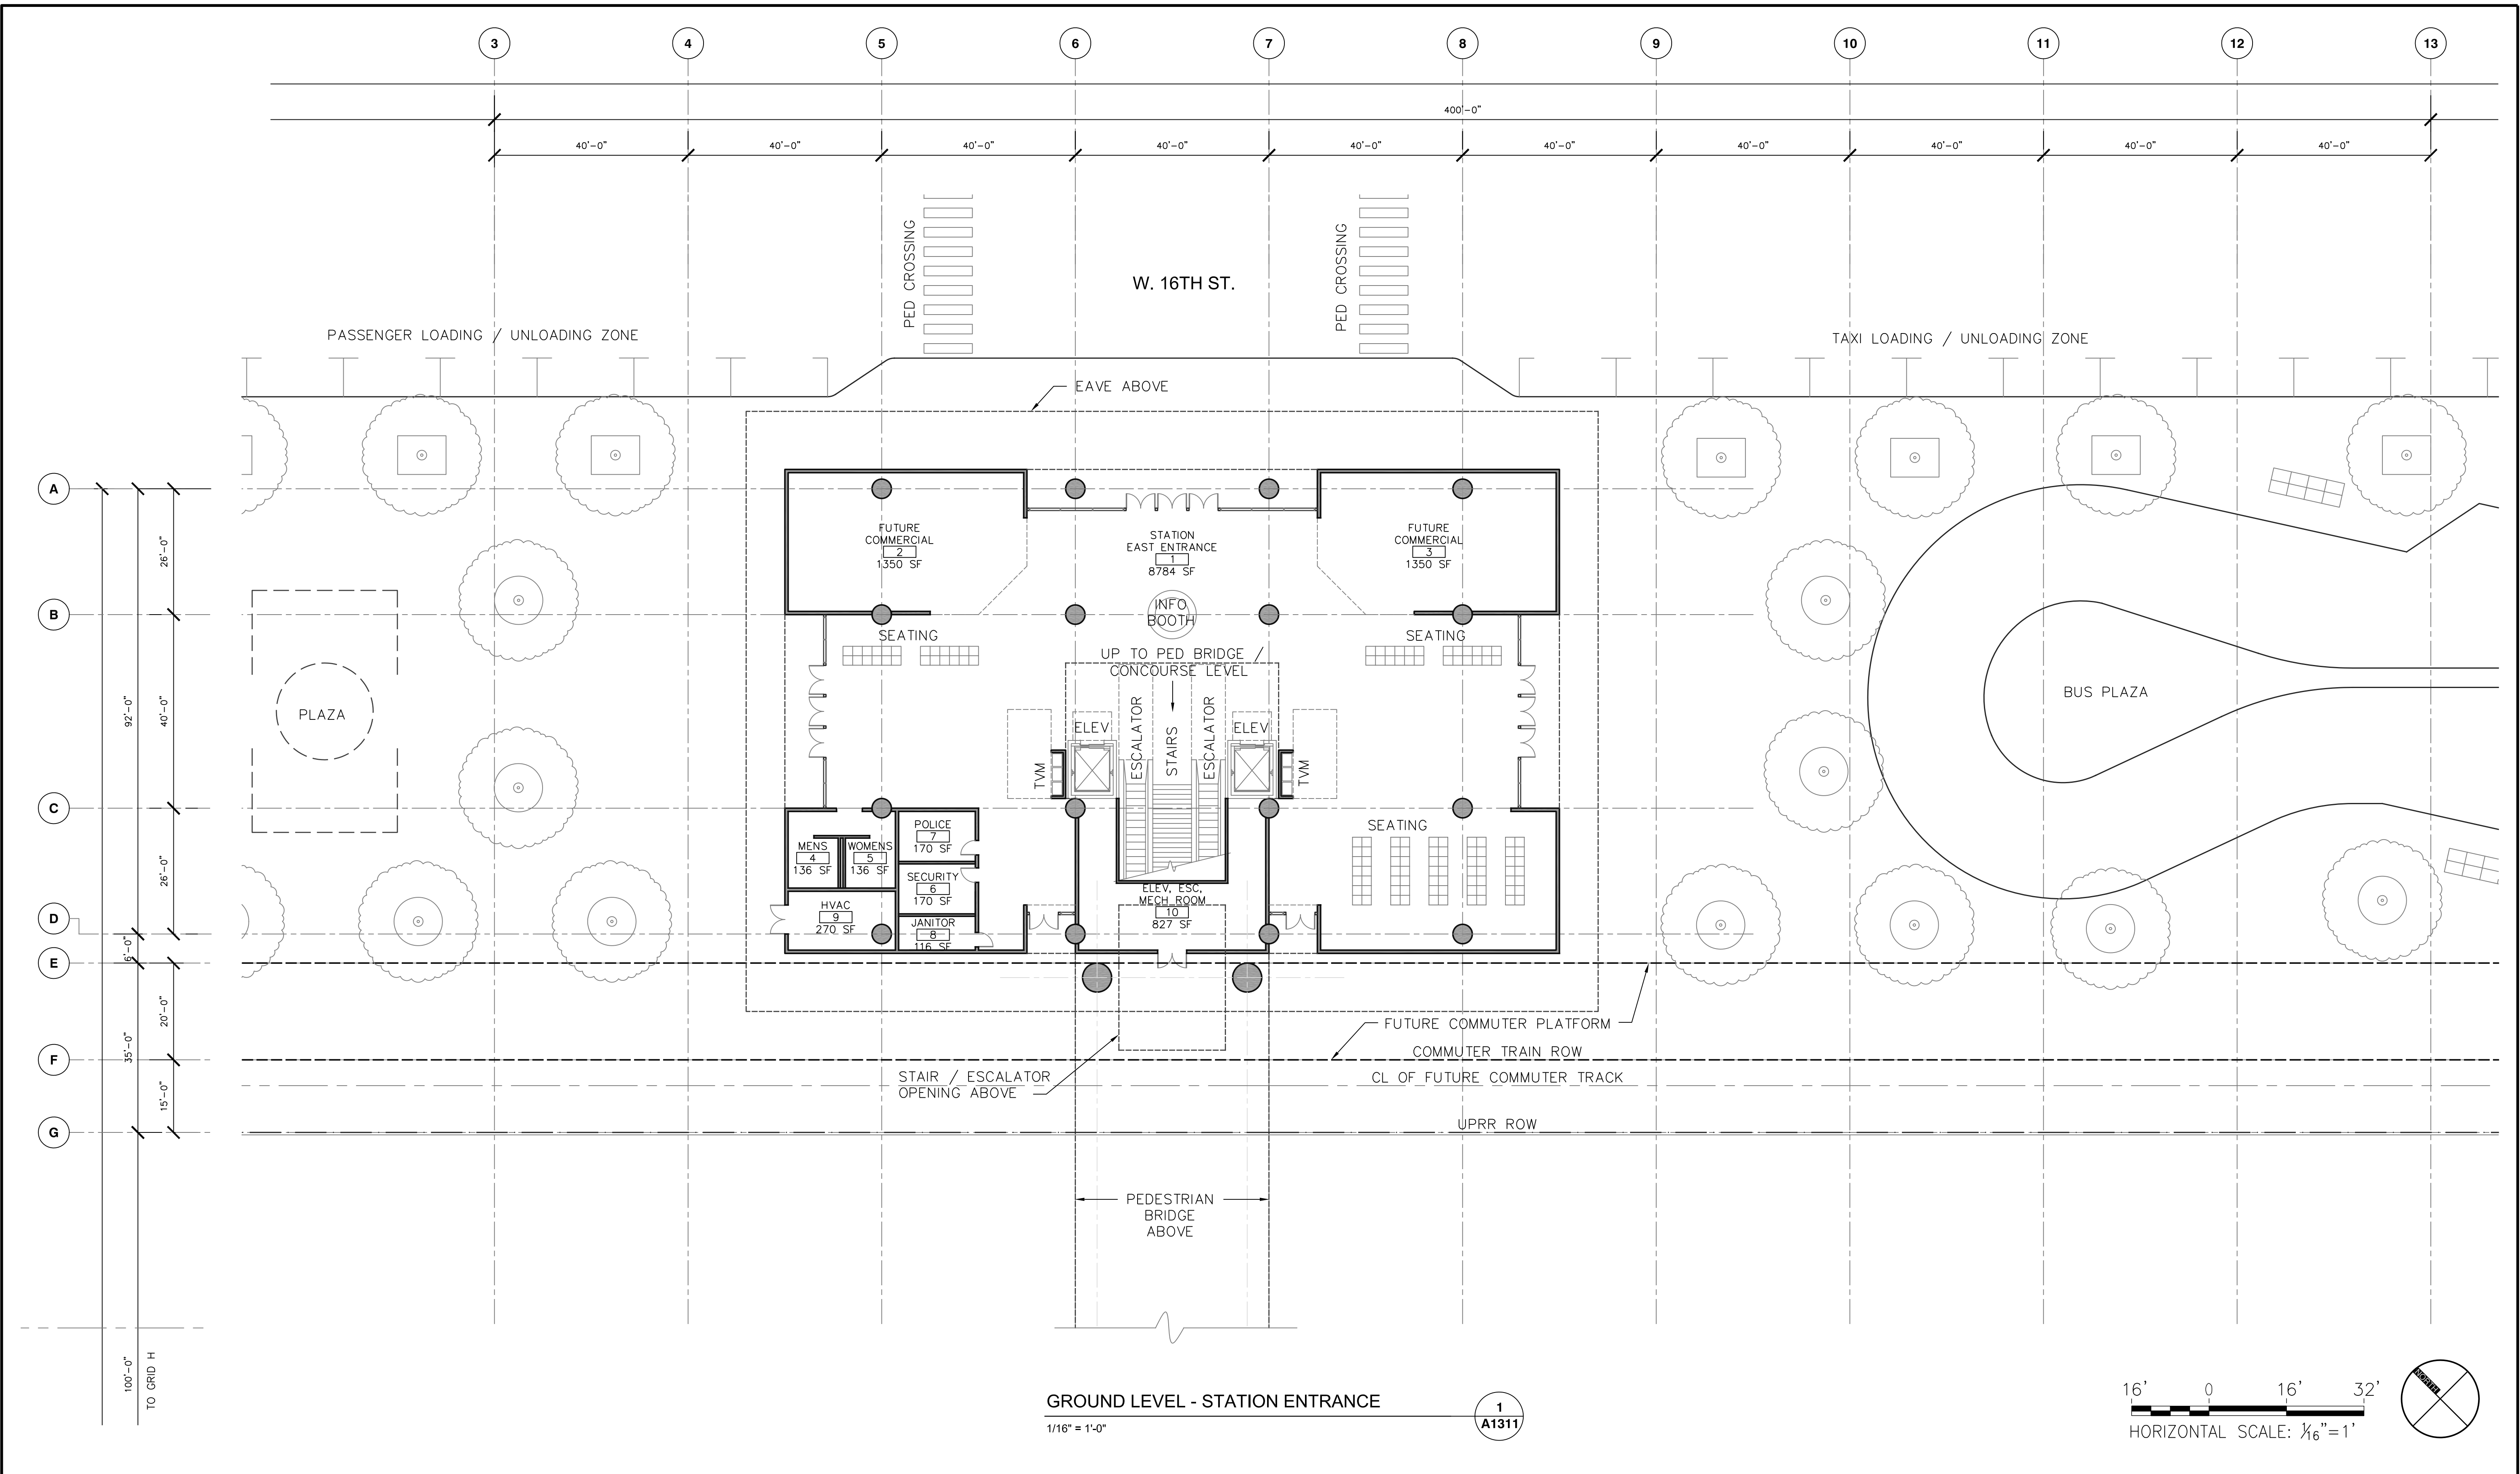 3
4
5
6
7
8
9
10
11
12
13
400'-0"
40'-0"
40'-0"
40'-0"
40'-0"
40'-0"
40'-0"
40'-0"
40'-0"
40'-0"
40'-0"
PED CROSSING
W. 16TH ST.
PED CROSSING
PASSENGER LOADING / UNLOADING ZONE
TAXI LOADING / UNLOADING ZONE
EAVE ABOVE
A
B
C
D
E
F
G
26'-0"
40'-0"
92'-0"
26'-0"
6'-0"
20'-0"
35'-0"
15'-0"
100'-0"
TO GRID H
FUTURE
COMMERCIAL
2
1350 SF
STATION
EAST ENTRANCE
1
8784 SF
FUTURE
COMMERCIAL
3
1350 SF
INFO
BOOTH
SEATING
SEATING
UP TO PED BRIDGE /
CONCOURSE LEVEL
PLAZA
BUS PLAZA
ELEV
ESCALATOR
STAIRS
ESCALATOR
ELEV
TVM
TVM
SEATING
MENS
4
136 SF
WOMENS
5
136 SF
POLICE
7
170 SF
SECURITY
6
170 SF
HVAC
9
270 SF
JANITOR
8
116 SF
ELEV, ESC,
MECH ROOM
10
827 SF
FUTURE COMMUTER PLATFORM
COMMUTER TRAIN ROW
STAIR / ESCALATOR
OPENING ABOVE
CL OF FUTURE COMMUTER TRACK
UPRR ROW
PEDESTRIAN
BRIDGE
ABOVE
GROUND LEVEL - STATION ENTRANCE
1/16" = 1'-0"
1
A1311
16' 0 16' 32'
HORIZONTAL SCALE: 1/16"=1'
NORTH